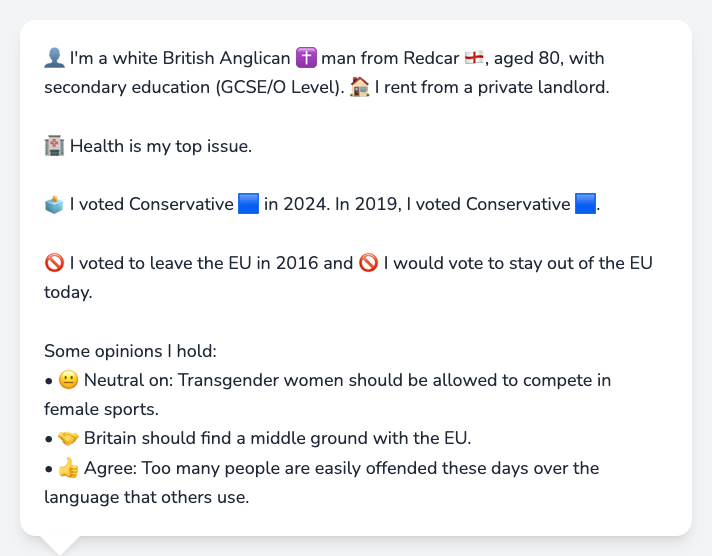 👤 I'm a white British Anglican ✝️ man from Redcar 🏴󠁧󠁢󠁥󠁮󠁧󠁿, aged 80, with
secondary education (GCSE/O Level). 🏠 I rent from a private landlord.
🏥 Health is my top issue.
🗳️ I voted Conservative 🟦 in 2024. In 2019, I voted Conservative 🟦.
🚫 I voted to leave the EU in 2016 and 🚫 I would vote to stay out of the EU
today.
Some opinions I hold:
• 😐 Neutral on: Transgender women should be allowed to compete in
female sports.
• 🤝 Britain should find a middle ground with the EU.
• 👍 Agree: Too many people are easily offended these days over the
language that others use.